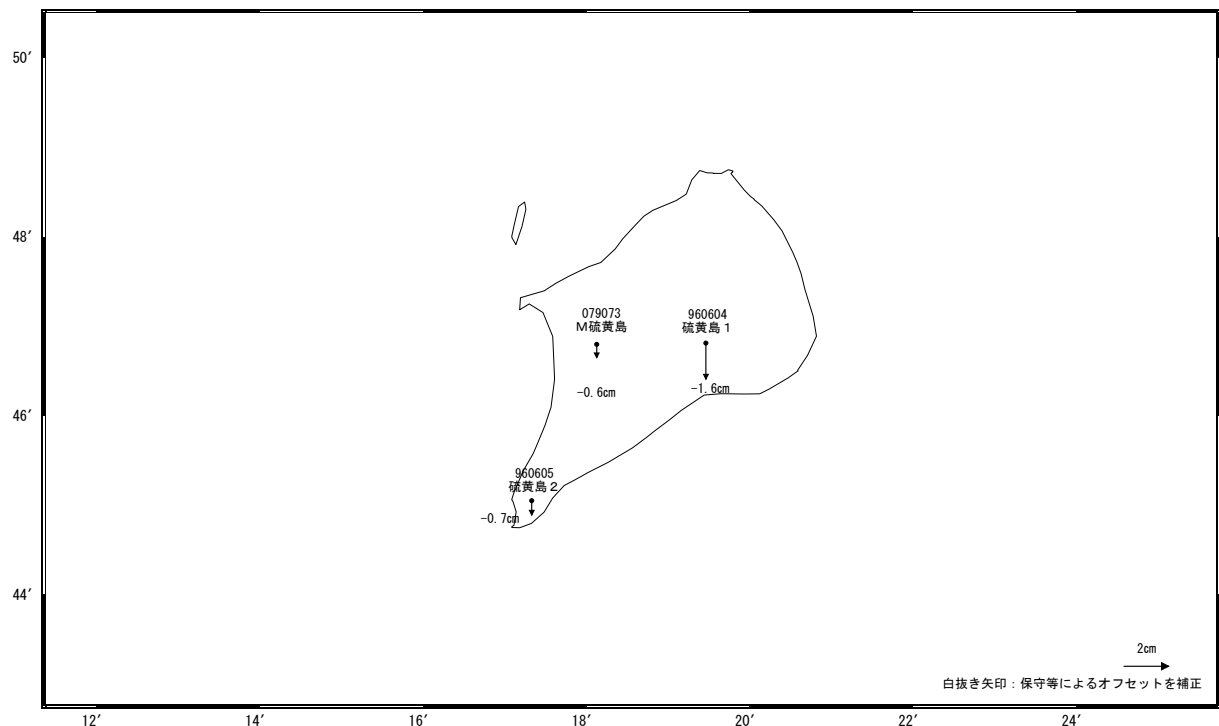 50′
48′
079073
M硫黄島
960604
硫黄島1
-0.6cm
-1.6cm
46′
960605
硫黄島2
-0.7cm
44′
2cm
白抜き矢印：保守等によるオフセットを補正
12′
14′
16′
18′
20′
22′
24′